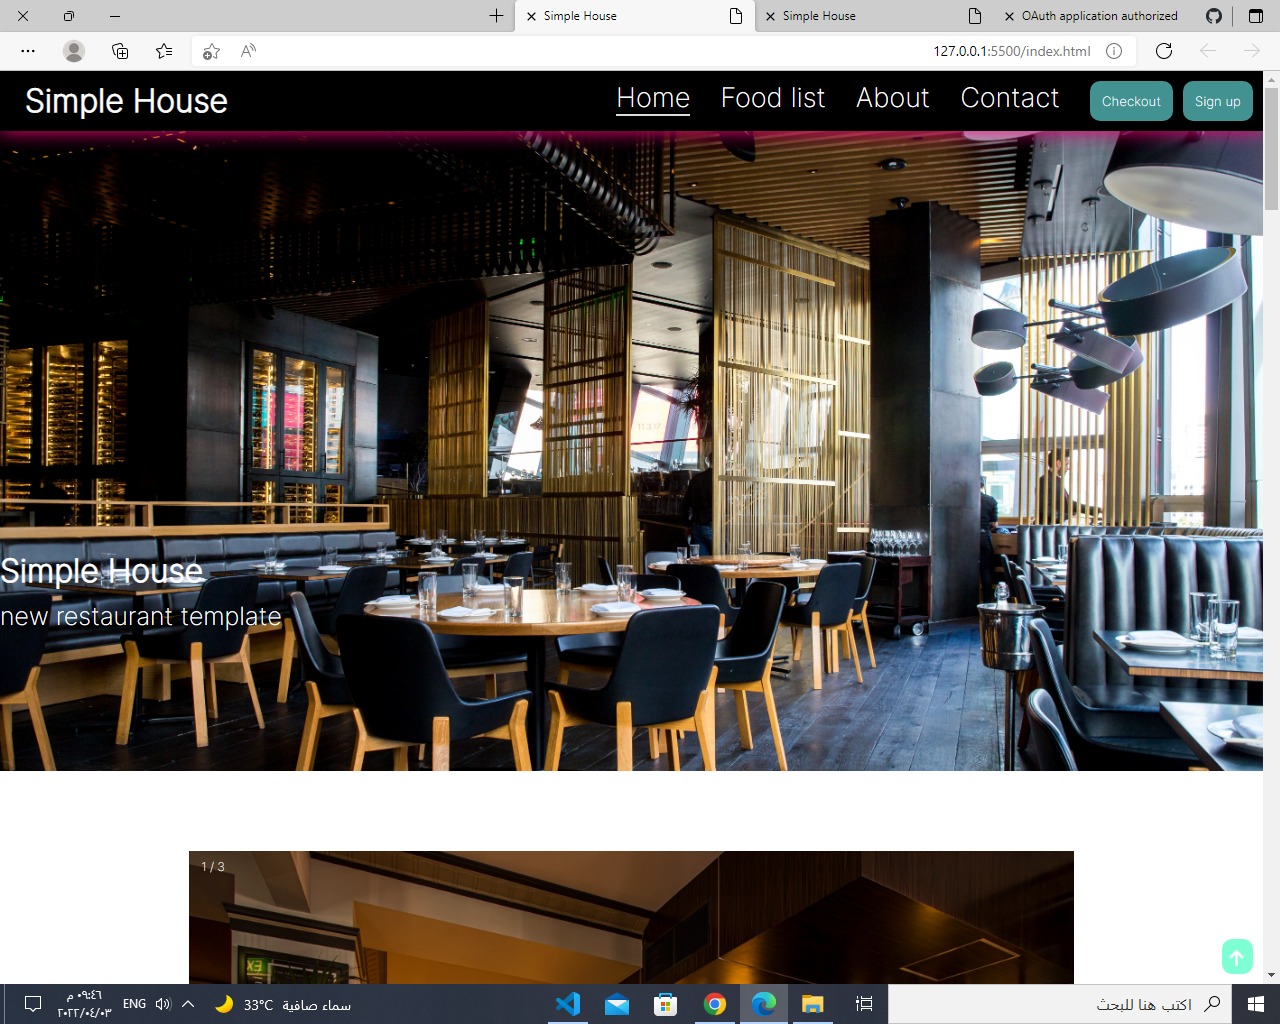 Simple House
Simple House
OAuth application authorized
127.0.0.1:5500/index.html
Simple House
Home
Food list
About
Contact
Checkout
Sign up
Simple House
new restaurant template
1 / 3
٠٩:٤٦ م
٢٠٢٢/٠٤/٠٣
ENG
33°C
سماء صافية
اكتب هنا للبحث